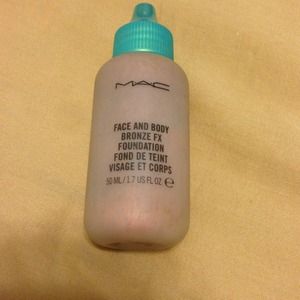 MAC
FACE AND BODY
BRONZE FX
FOUNDATION
FOND DE TEINT
VISAGE ET CORPS
50 ML/1.7 US FL OZ ℮